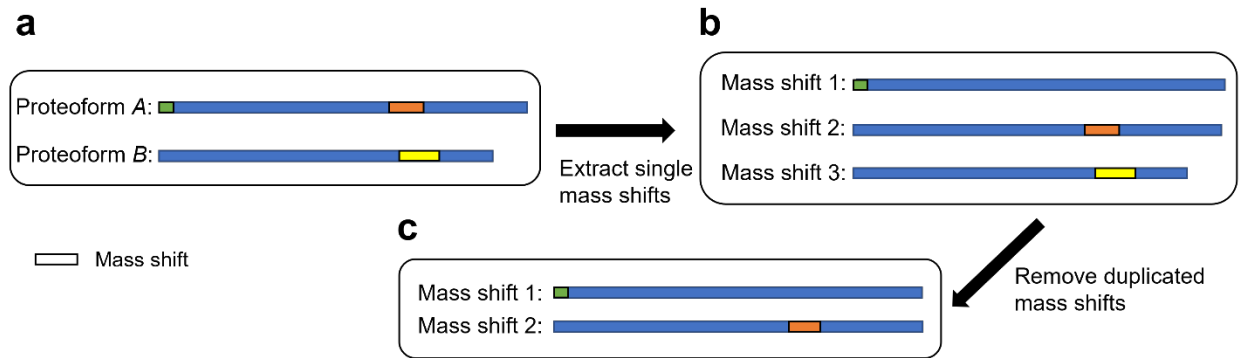 a
Proteoform A:
Proteoform B:
Extract single
mass shifts
b
Mass shift 1:
Mass shift 2:
Mass shift 3:
Remove duplicated
mass shifts
c
Mass shift 1:
Mass shift 2:
Mass shift